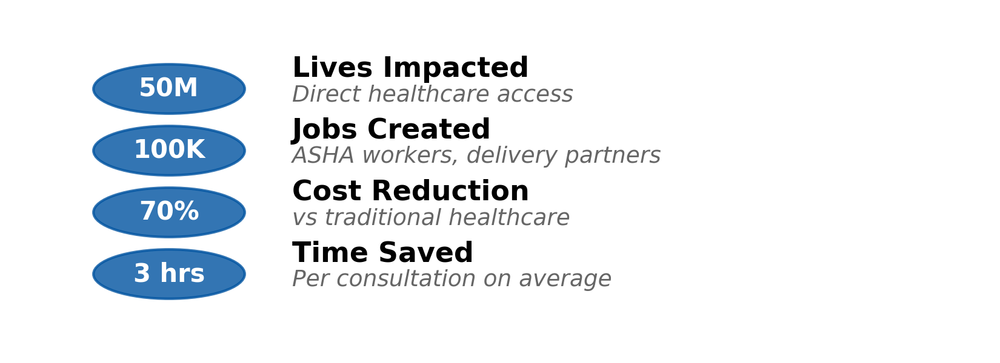 50M
Lives Impacted
Direct healthcare access
100K
Jobs Created
ASHA workers, delivery partners
70%
Cost Reduction
vs traditional healthcare
3 hrs
Time Saved
Per consultation on average